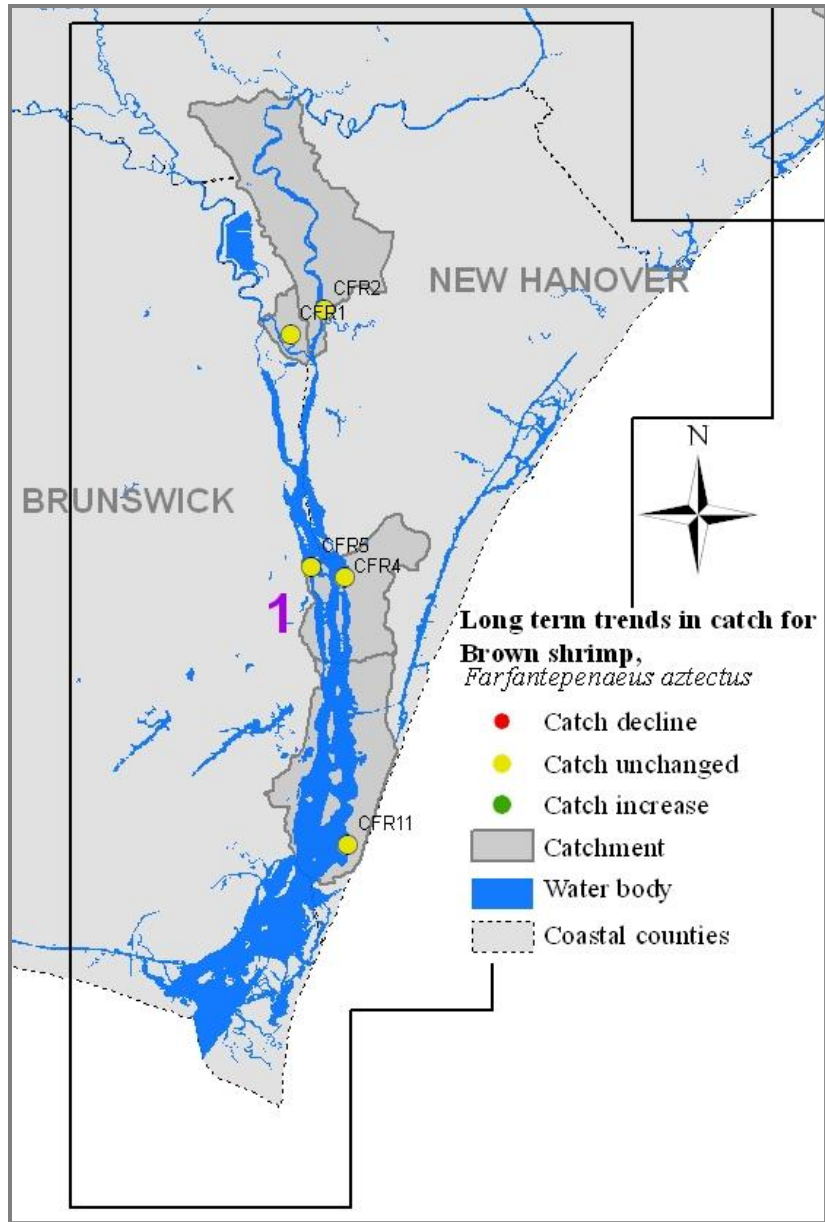 CFR2
NEW HANOVER
CFR1
N
BRUNSWICK
CFR5
CFR4
1
Long term trends in catch for
Brown shrimp,
Farfantepenaeus aztectus
Catch decline
Catch unchanged
Catch increase
CFR11
Catchment
Water body
Coastal counties